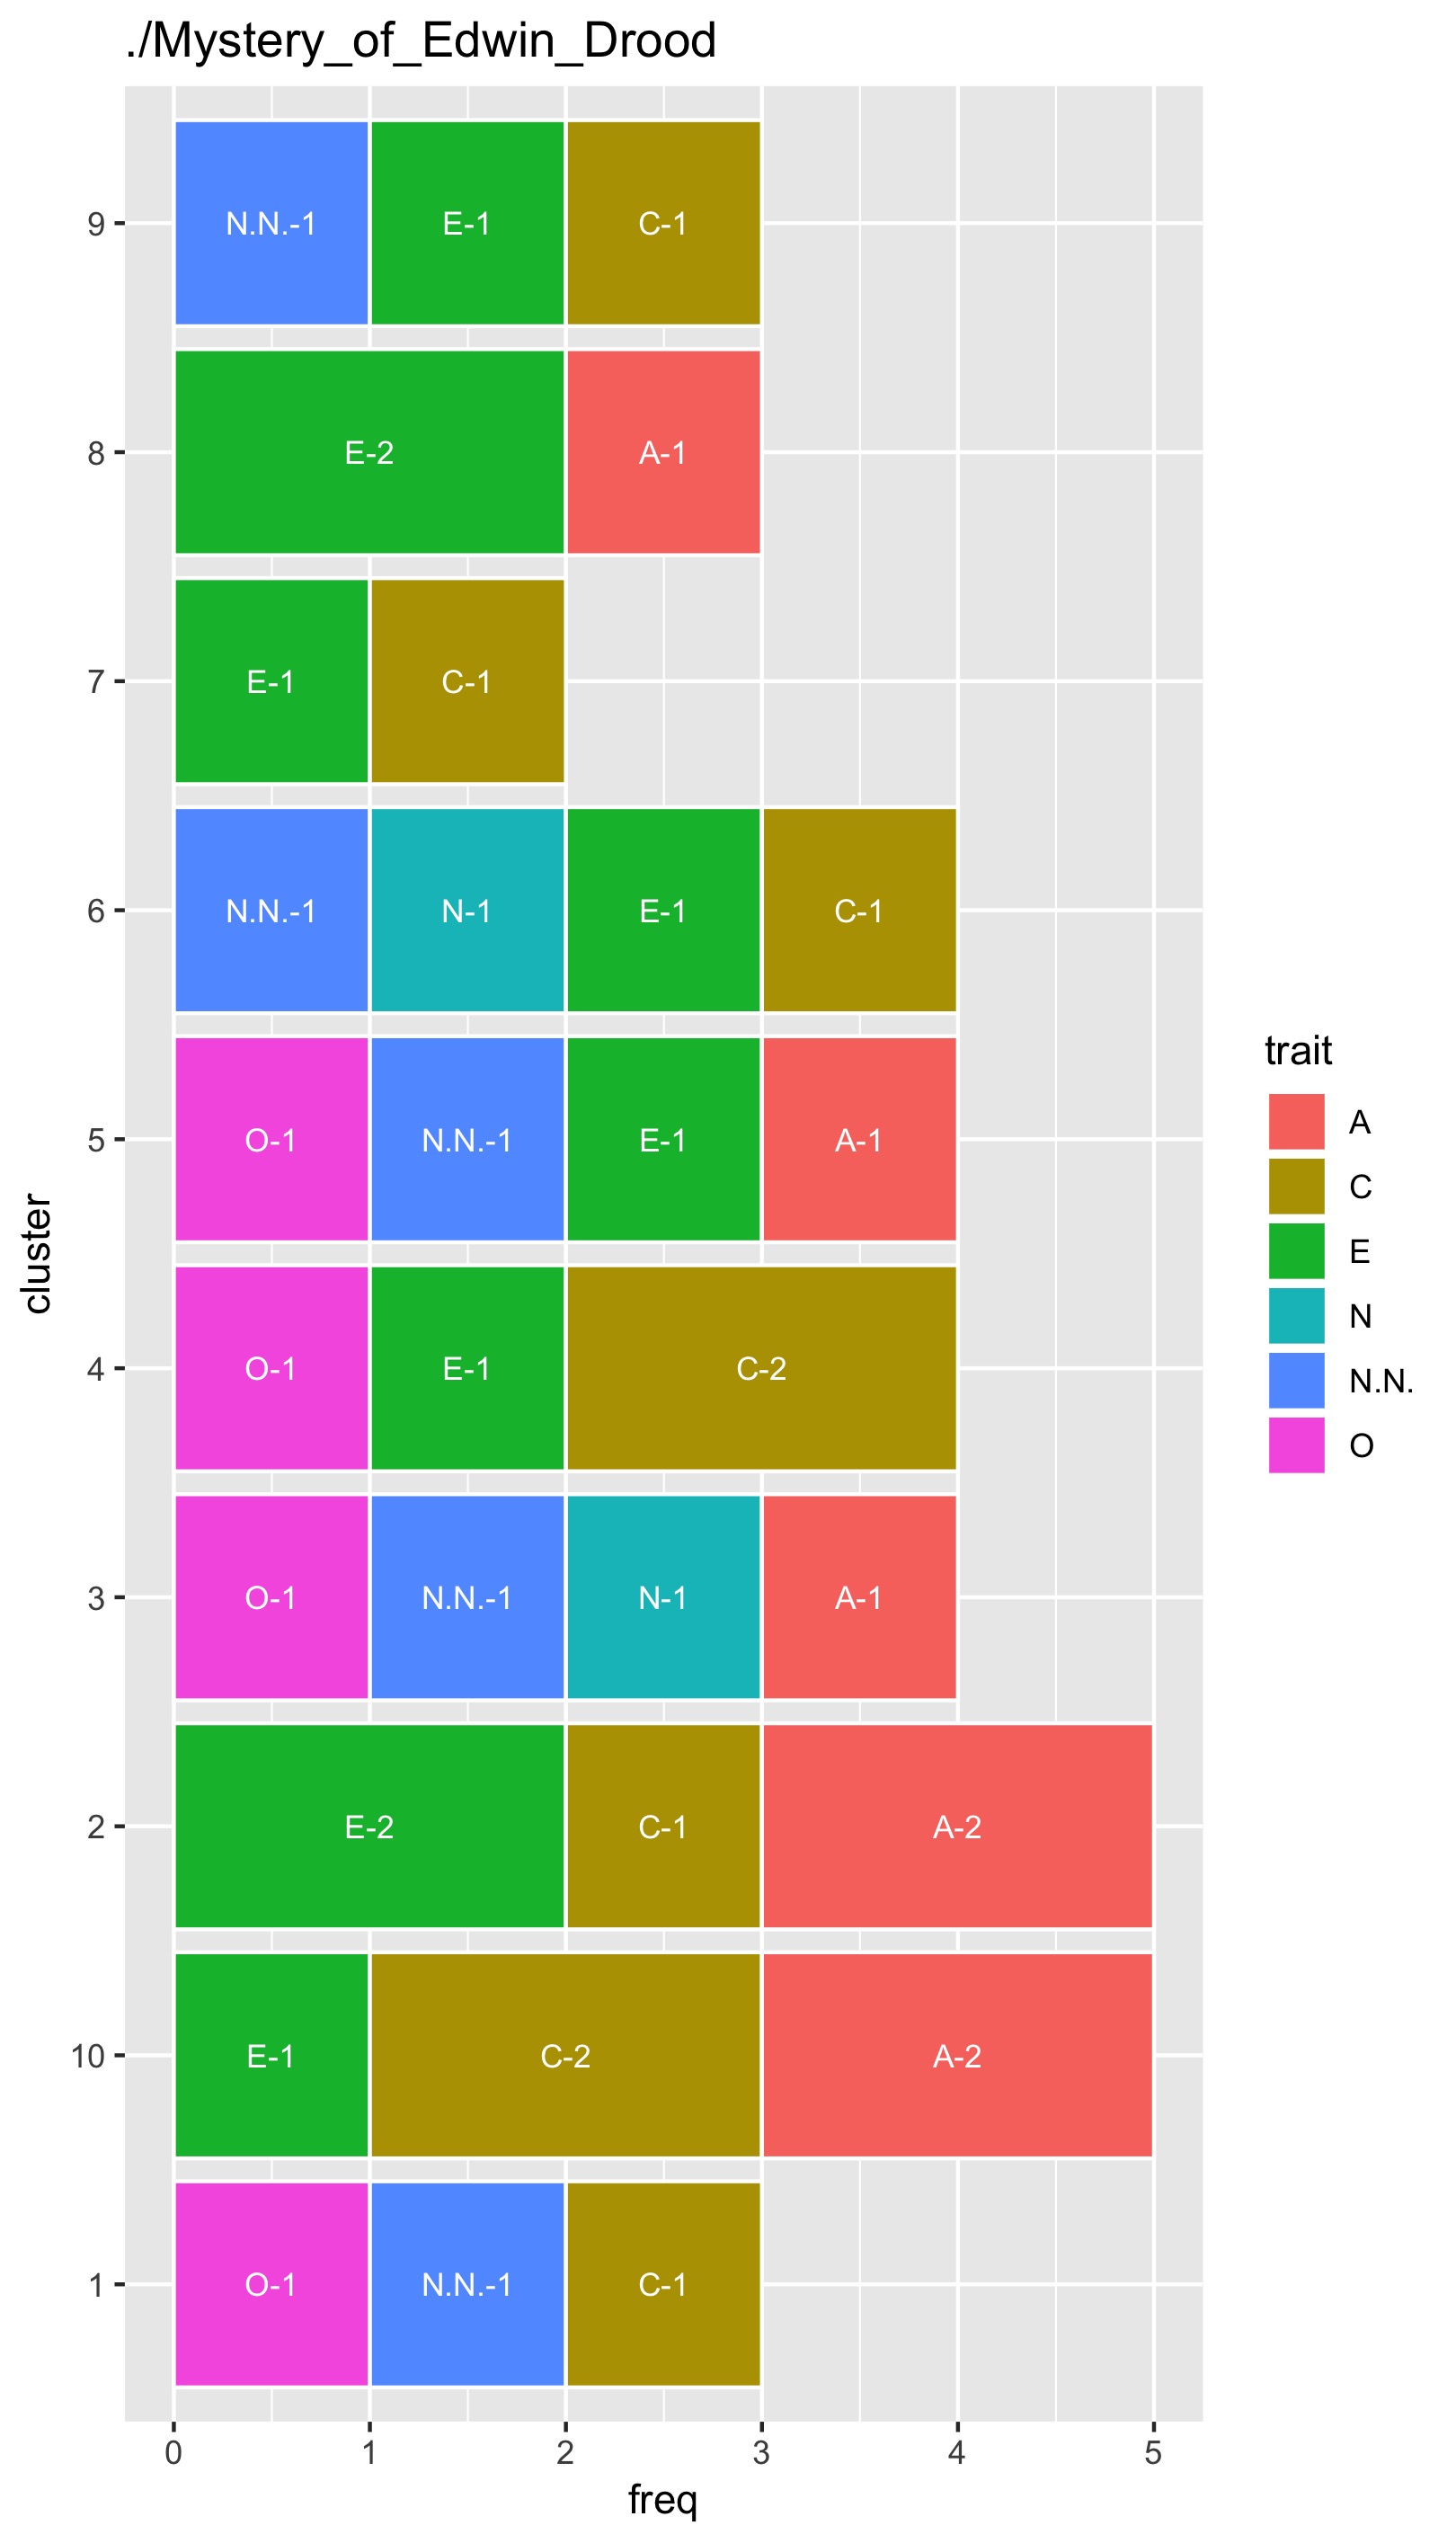 ./Mystery_of_Edwin_Drood
9 N.N.-1 E-1 C-1
8 E-2 A-1
7 E-1 C-1
6 N.N.-1 N-1 E-1 C-1
5 O-1 N.N.-1 E-1 A-1
4 O-1 E-1 C-2
3 O-1 N.N.-1 N-1 A-1
2 E-2 C-1 A-2
10 E-1 C-2 A-2
1 O-1 N.N.-1 C-1
0 1 2 3 4 5
freq
cluster
trait
A
C
E
N
N.N.
O